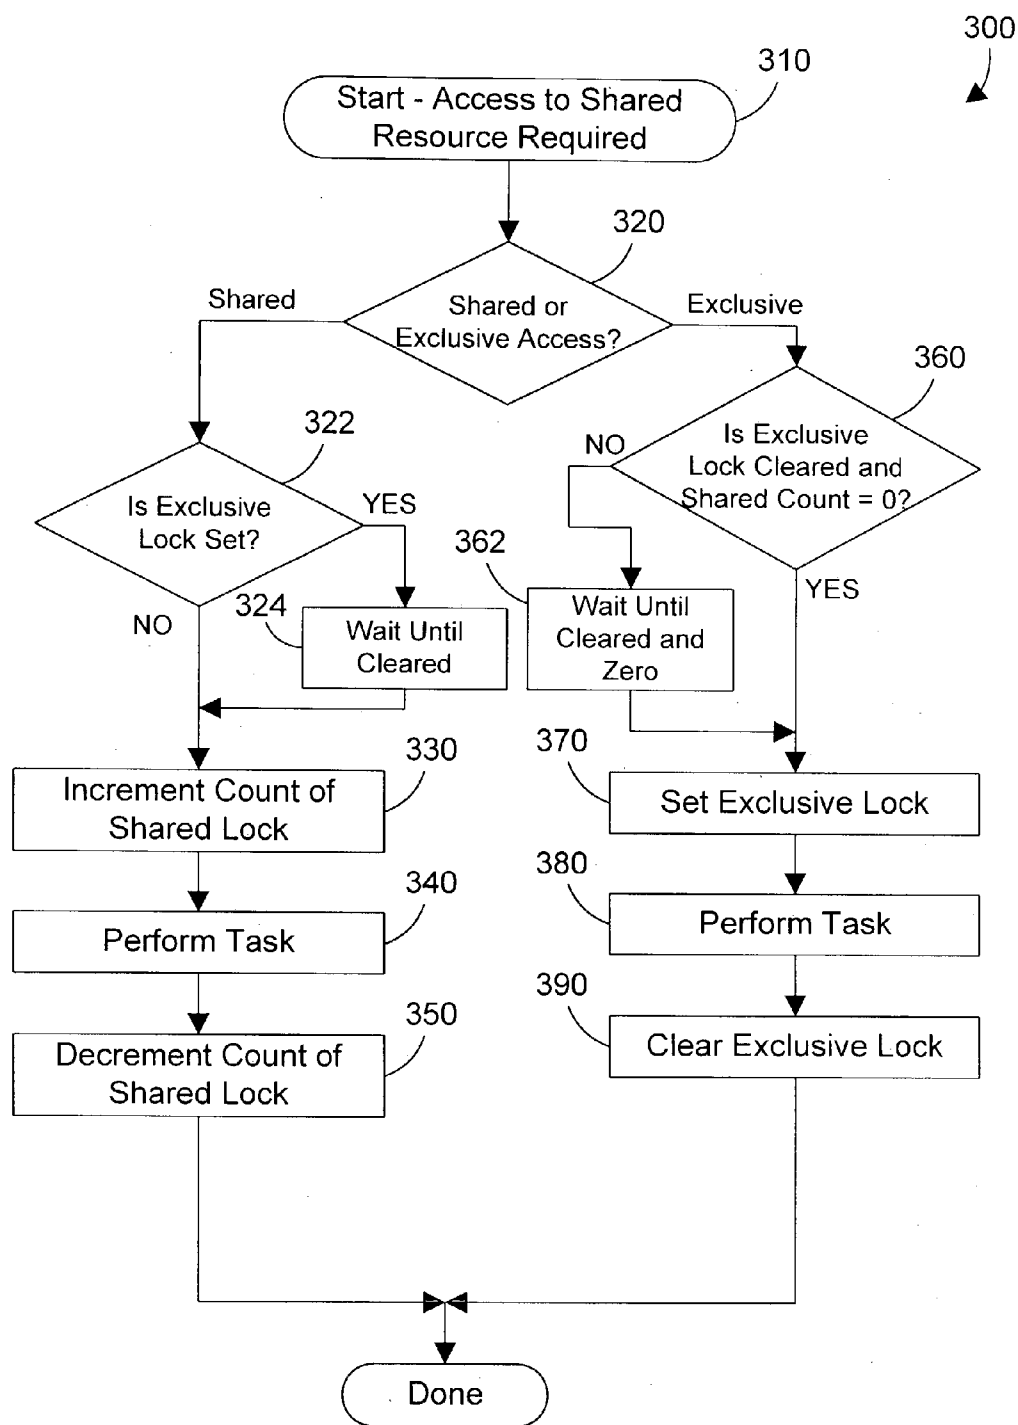 300
310
Start - Access to Shared
Resource Required
320
Shared or
Exclusive Access?
Shared
Exclusive
322
Is Exclusive
Lock Set?
YES
NO
324
Wait Until
Cleared
360
Is Exclusive
Lock Cleared and
Shared Count = 0?
NO
YES
362
Wait Until
Cleared and
Zero
330
Increment Count of
Shared Lock
340
Perform Task
350
Decrement Count of
Shared Lock
370
Set Exclusive Lock
380
Perform Task
390
Clear Exclusive Lock
Done